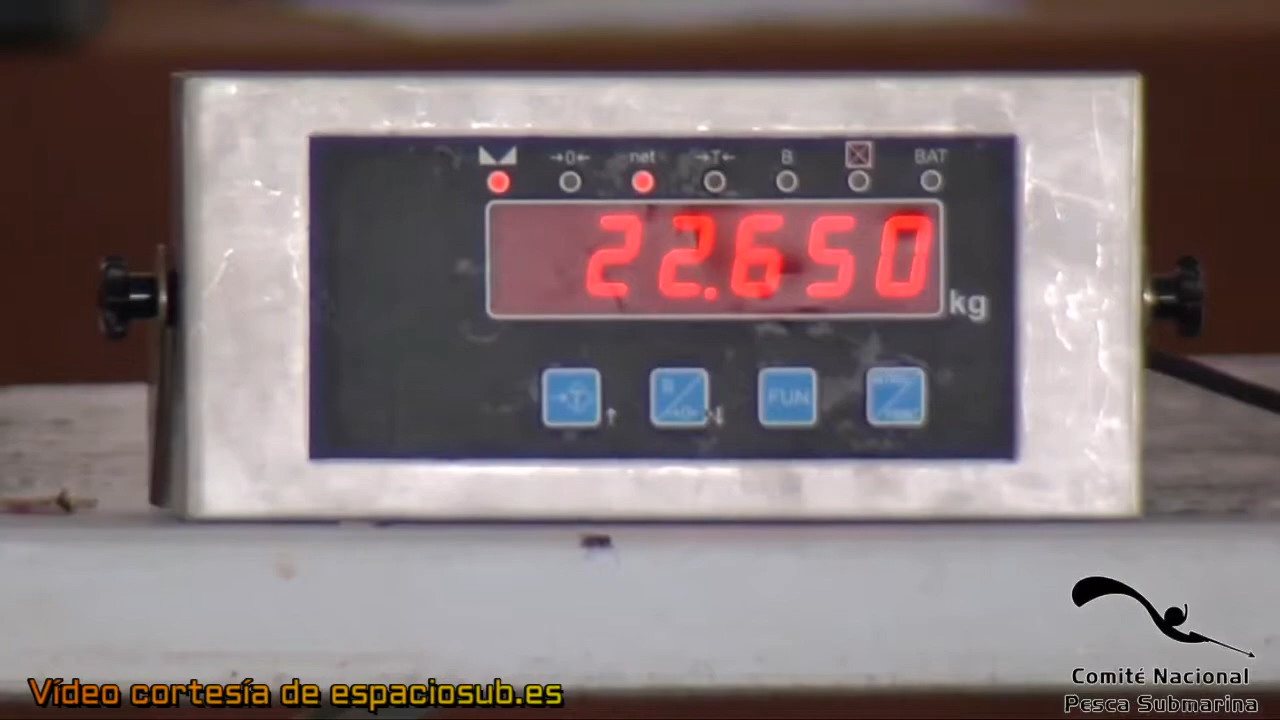 →0← net →T← B BAT
22.650
kg
FUN
Vídeo cortesía de espaciosub.es
Comité Nacional
Pesca Submarina